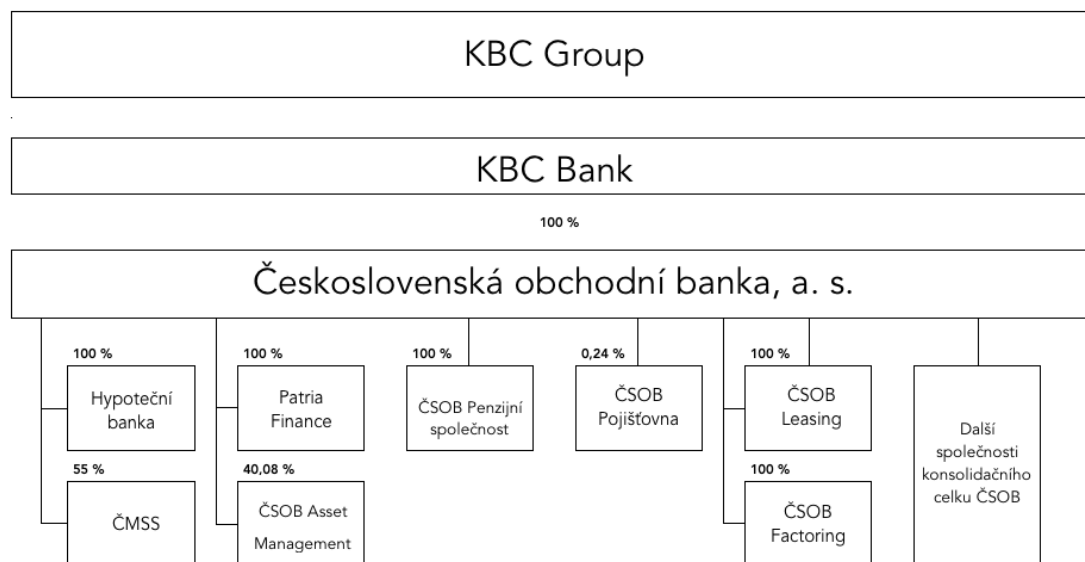 KBC Group
KBC Bank
100 %
Československá obchodní banka, a. s.
100 %
Hypoteční
banka
55 %
ČMSS
100 %
Patria
Finance
40,08 %
ČSOB Asset
Management
100 %
ČSOB Penzijní
společnost
0,24 %
ČSOB
Pojišťovna
100 %
ČSOB
Leasing
100 %
ČSOB
Factoring
Další
společnosti
konsolidačního
celku ČSOB